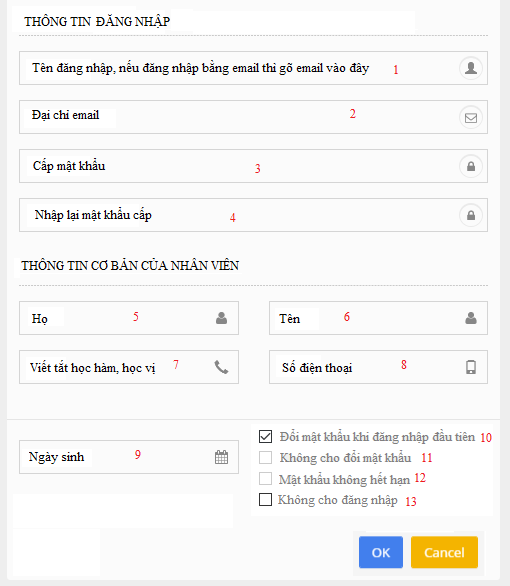 THÔNG TIN ĐĂNG NHẬP
Tên đăng nhập, nếu đăng nhập bằng email thì gõ email vào đây 1
Đại chỉ email 2
Cấp mật khẩu 3
Nhập lại mật khẩu cấp 4
THÔNG TIN CƠ BẢN CỦA NHÂN VIÊN
Họ 5 Tên 6
Viết tắt học hàm, học vị 7 Số điện thoại 8
Ngày sinh 9
Đổi mật khẩu khi đăng nhập đầu tiên 10
Không cho đổi mật khẩu 11
Mật khẩu không hết hạn 12
Không cho đăng nhập 13
OK Cancel